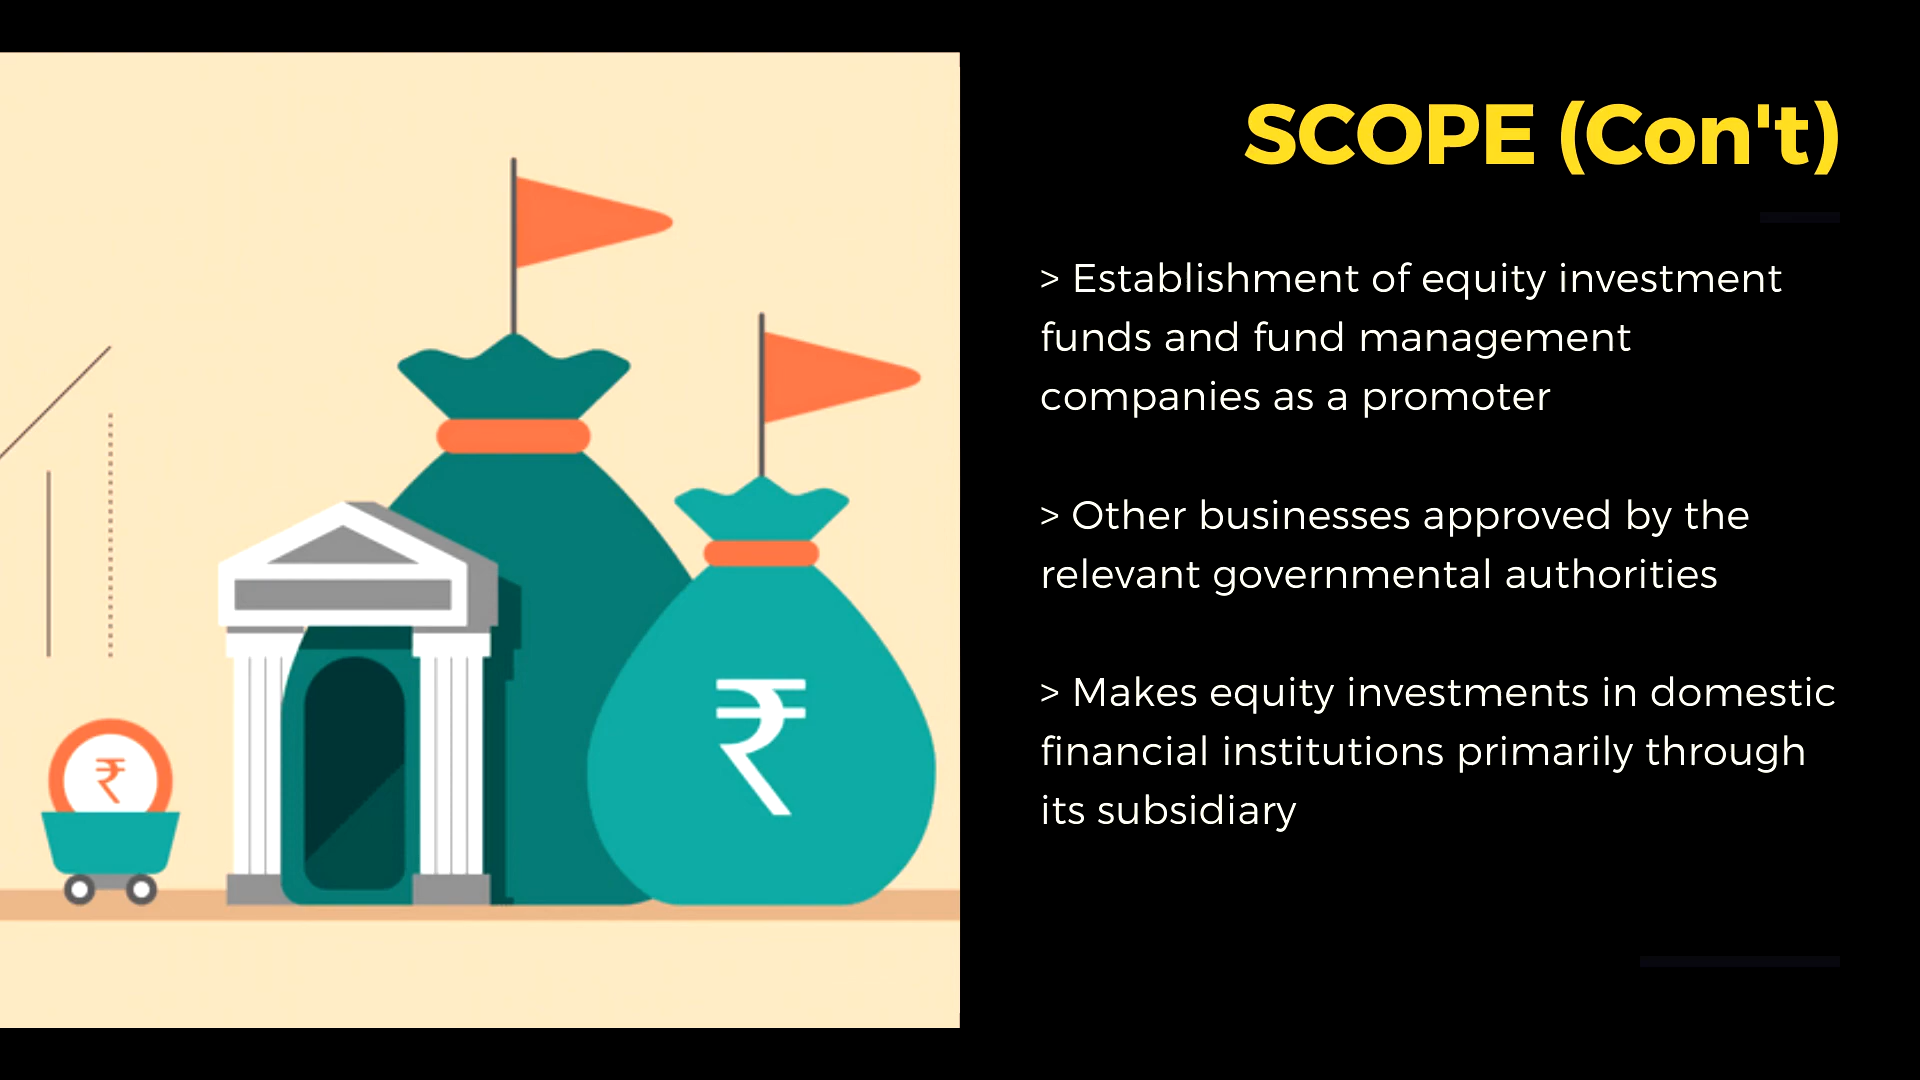 SCOPE (Con't)
> Establishment of equity investment
funds and fund management
companies as a promoter
> Other businesses approved by the
relevant governmental authorities
> Makes equity investments in domestic
financial institutions primarily through
its subsidiary
₹
₹